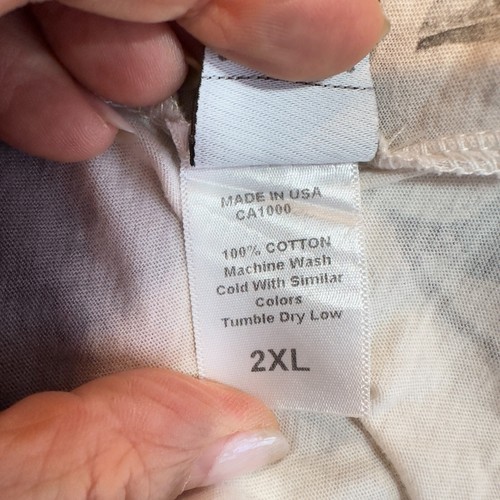 MADE IN USA
CA1000
100% COTTON
Machine Wash
Cold With Similar
Colors
Tumble Dry Low
2XL